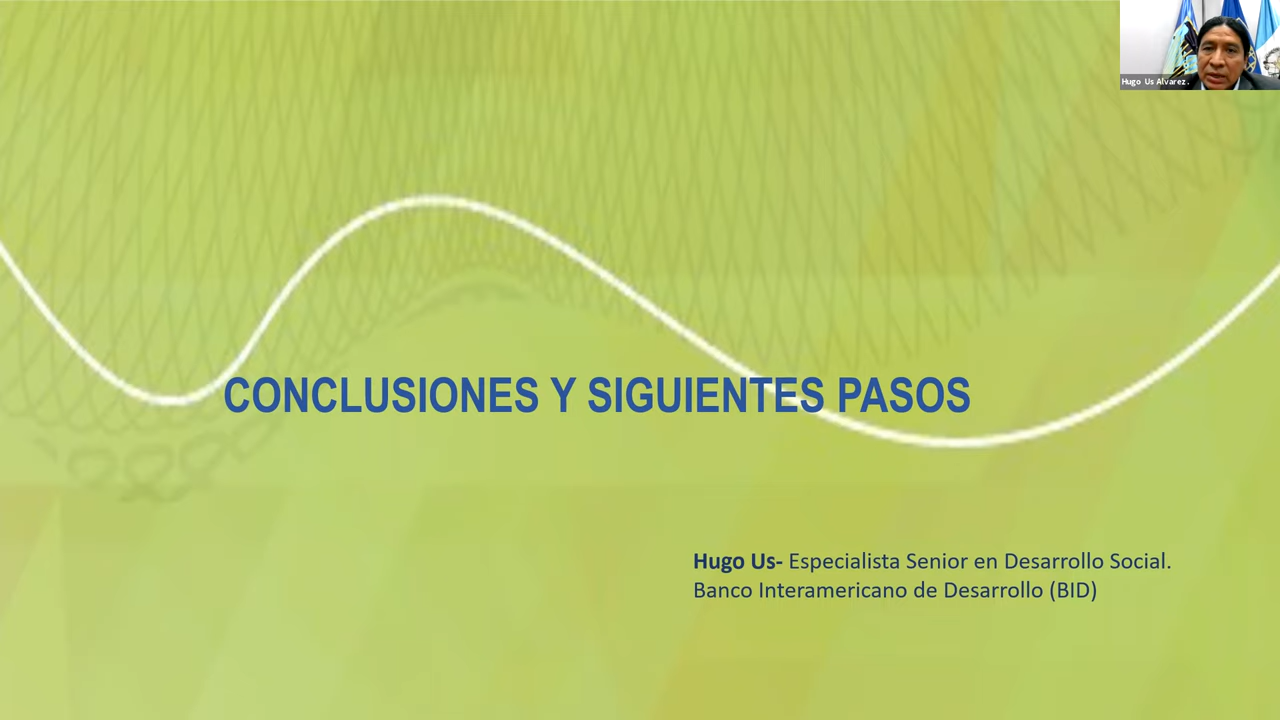 Hugo Us Alvarez.
CONCLUSIONES Y SIGUIENTES PASOS
Hugo Us- Especialista Senior en Desarrollo Social.
Banco Interamericano de Desarrollo (BID)